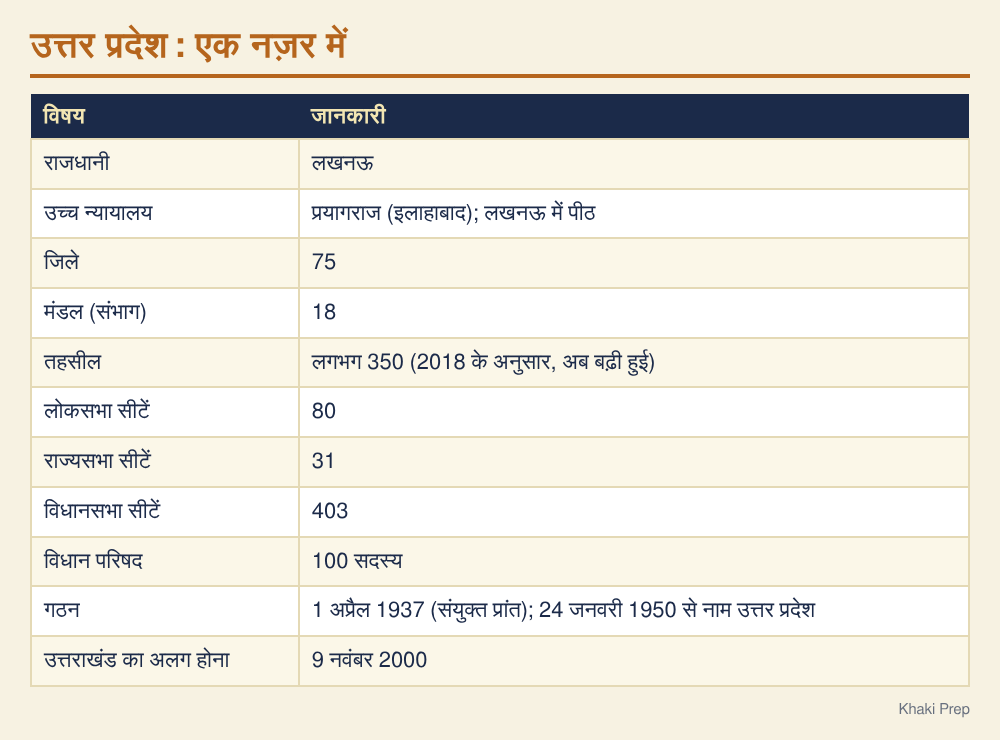 उत्तर प्रदेश : एक नज़र में
विषय जानकारी
राजधानी लखनऊ
उच्च न्यायालय प्रयागराज (इलाहाबाद); लखनऊ में पीठ
जिले 75
मंडल (संभाग) 18
तहसील लगभग 350 (2018 के अनुसार, अब बढ़ी हुई)
लोकसभा सीटें 80
राज्यसभा सीटें 31
विधानसभा सीटें 403
विधान परिषद 100 सदस्य
गठन 1 अप्रैल 1937 (संयुक्त प्रांत); 24 जनवरी 1950 से नाम उत्तर प्रदेश
उत्तराखंड का अलग होना 9 नवंबर 2000
Khaki Prep